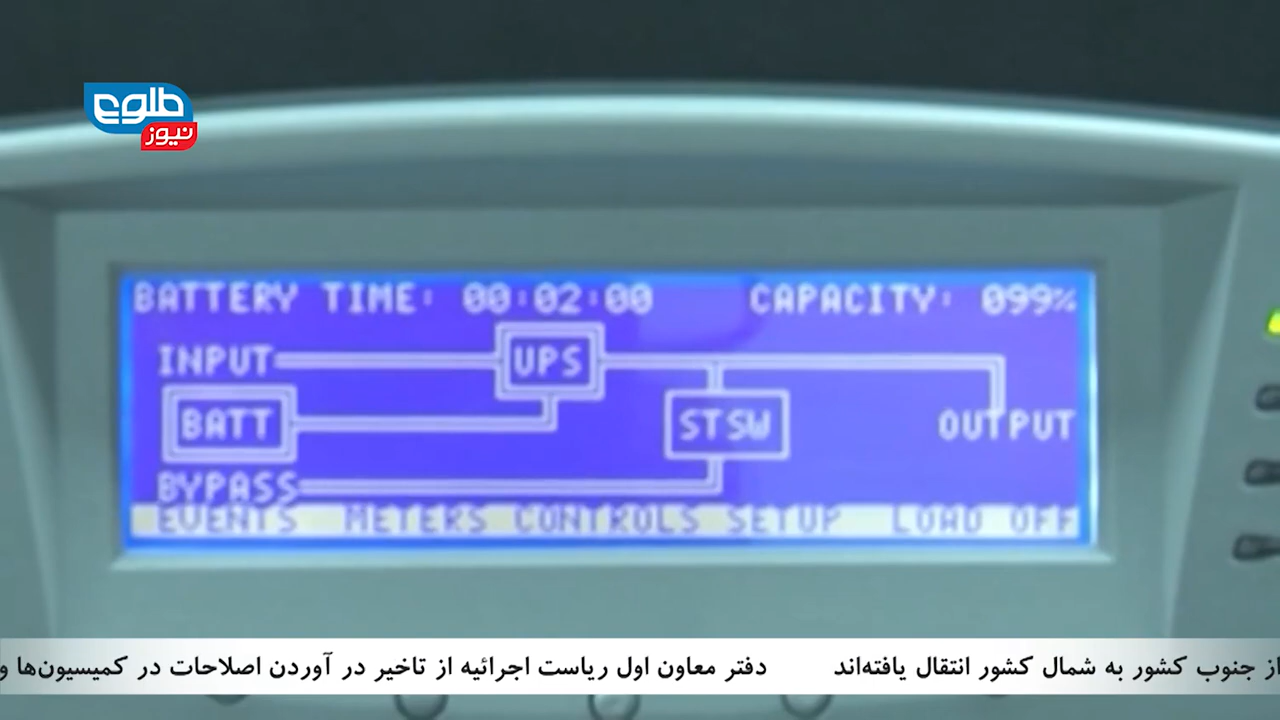 طلوع
نیوز
BATTERY TIME: 00:02:00 CAPACITY: 099%
INPUT UPS
BATT STSW OUTPUT
BYPASS
EVENTS METERS CONTROLS SETUP LOAD OFF
از جنوب کشور به شمال کشور انتقال یافته‌اند دفتر معاون اول ریاست اجرائیه از تاخیر در آوردن اصلاحات در کمیسیون‌ها و